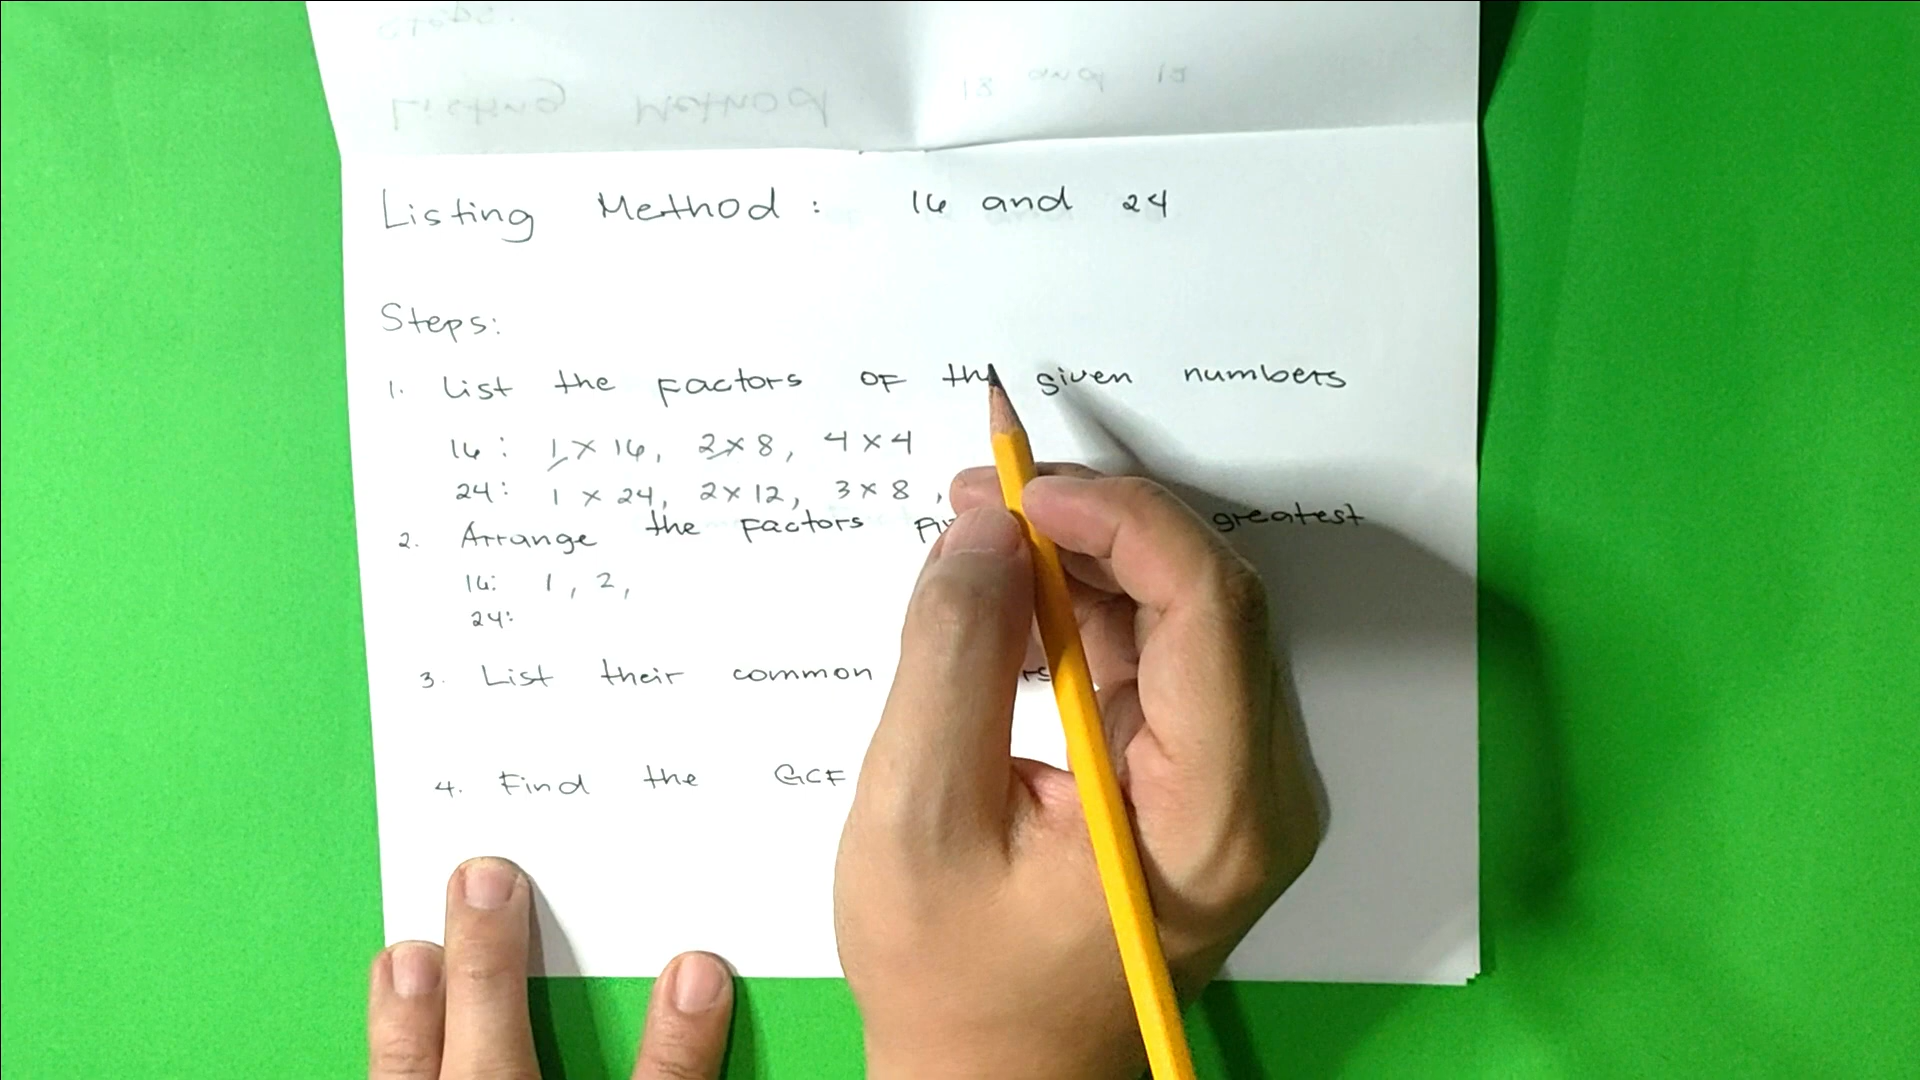 Listing Method : 16 and 24
Steps:
1. List the factors of the given numbers
16 : 1 x 16, 2 x 8, 4 x 4
24: 1 x 24, 2 x 12, 3 x 8,
2. Arrange the factors greatest
16: 1, 2,
24:
3. List their common
4. Find the GCF